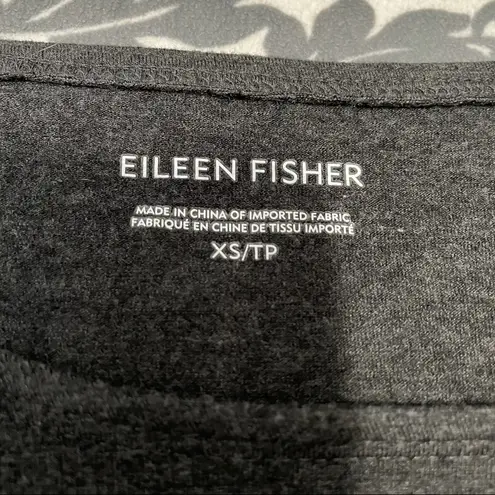 EILEEN FISHER
MADE IN CHINA OF IMPORTED FABRIC
FABRIQUÉ EN CHINE DE TISSU IMPORTÉ
XS/TP